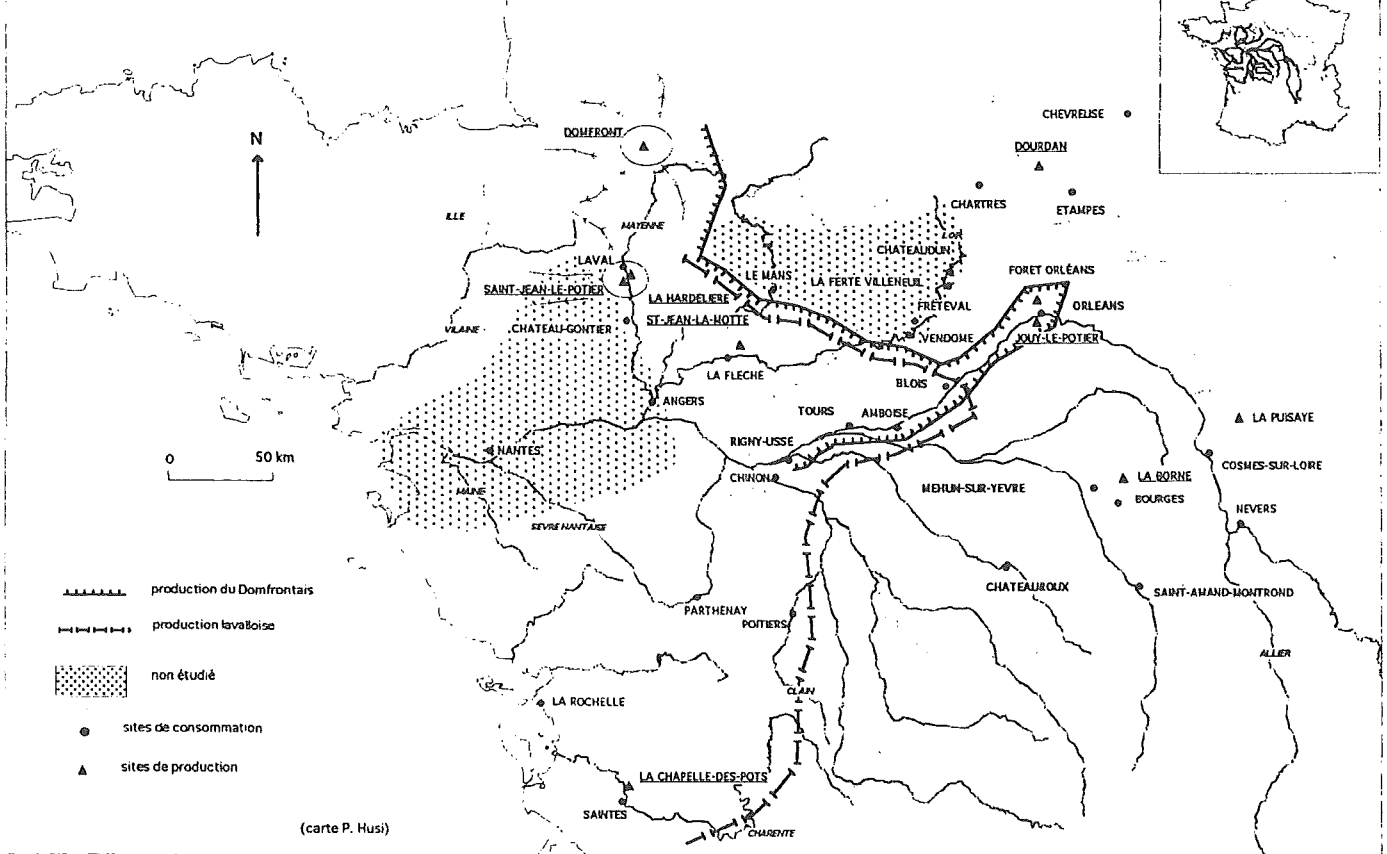 CHEVREUSE
N
DOMFRONT
DOURDAN
CHARTRES
ETAMPES
ILLE
MAYENNE
LOIR
CHATEAUDUN
LAVAL
LE MANS
LA FERTE VILLENEUIL
FORET ORLÉANS
SAINT-JEAN-LE-POTIER
LA HARDELIERE
FRETEVAL
ORLEANS
VILAINE
CHATEAU-GONTIER
ST-JEAN-LA-MOTTE
VENDOME
JOUY-LE-POTIER
LA FLECHE
BLOIS
ANGERS
TOURS
AMBOISE
LA PUISAYE
0 50 km
NANTES
RIGNY-USSE
COSMES-SUR-LOIRE
CHINON
MEHUN-SUR-YEVRE
LA BORNE
MAINE
BOURGES
SEVRE NANTAISE
NEVERS
production du Domfrontais
CHATEAUROUX
SAINT-AMAND-MONTROND
production lavalloise
PARTHENAY
POITIERS
ALLIER
non étudié
CLAIN
LA ROCHELLE
sites de consommation
sites de production
LA CHAPELLE-DES-POTS
SAINTES
(carte P. Husi)
CHARENTE